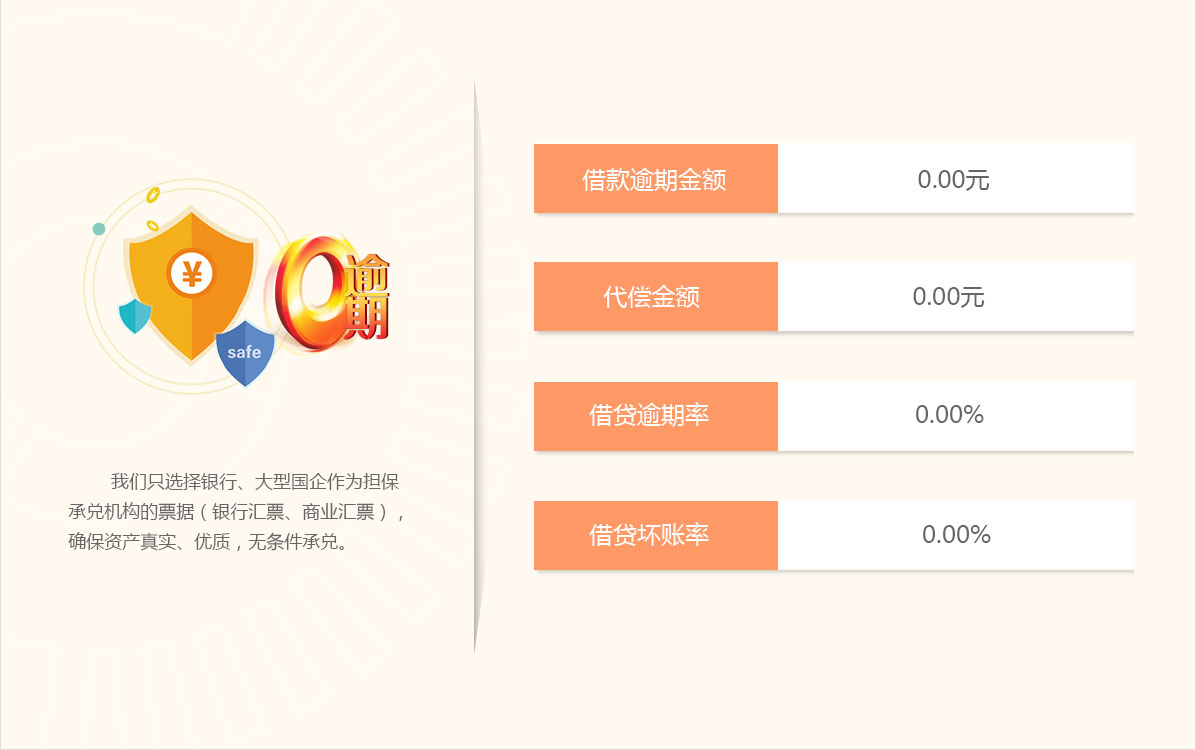 ¥
safe
0逾期
我们只选择银行、大型国企作为担保
承兑机构的票据（银行汇票、商业汇票），
确保资产真实、优质，无条件承兑。
借款逾期金额 0.00元
代偿金额 0.00元
借贷逾期率 0.00%
借贷坏账率 0.00%